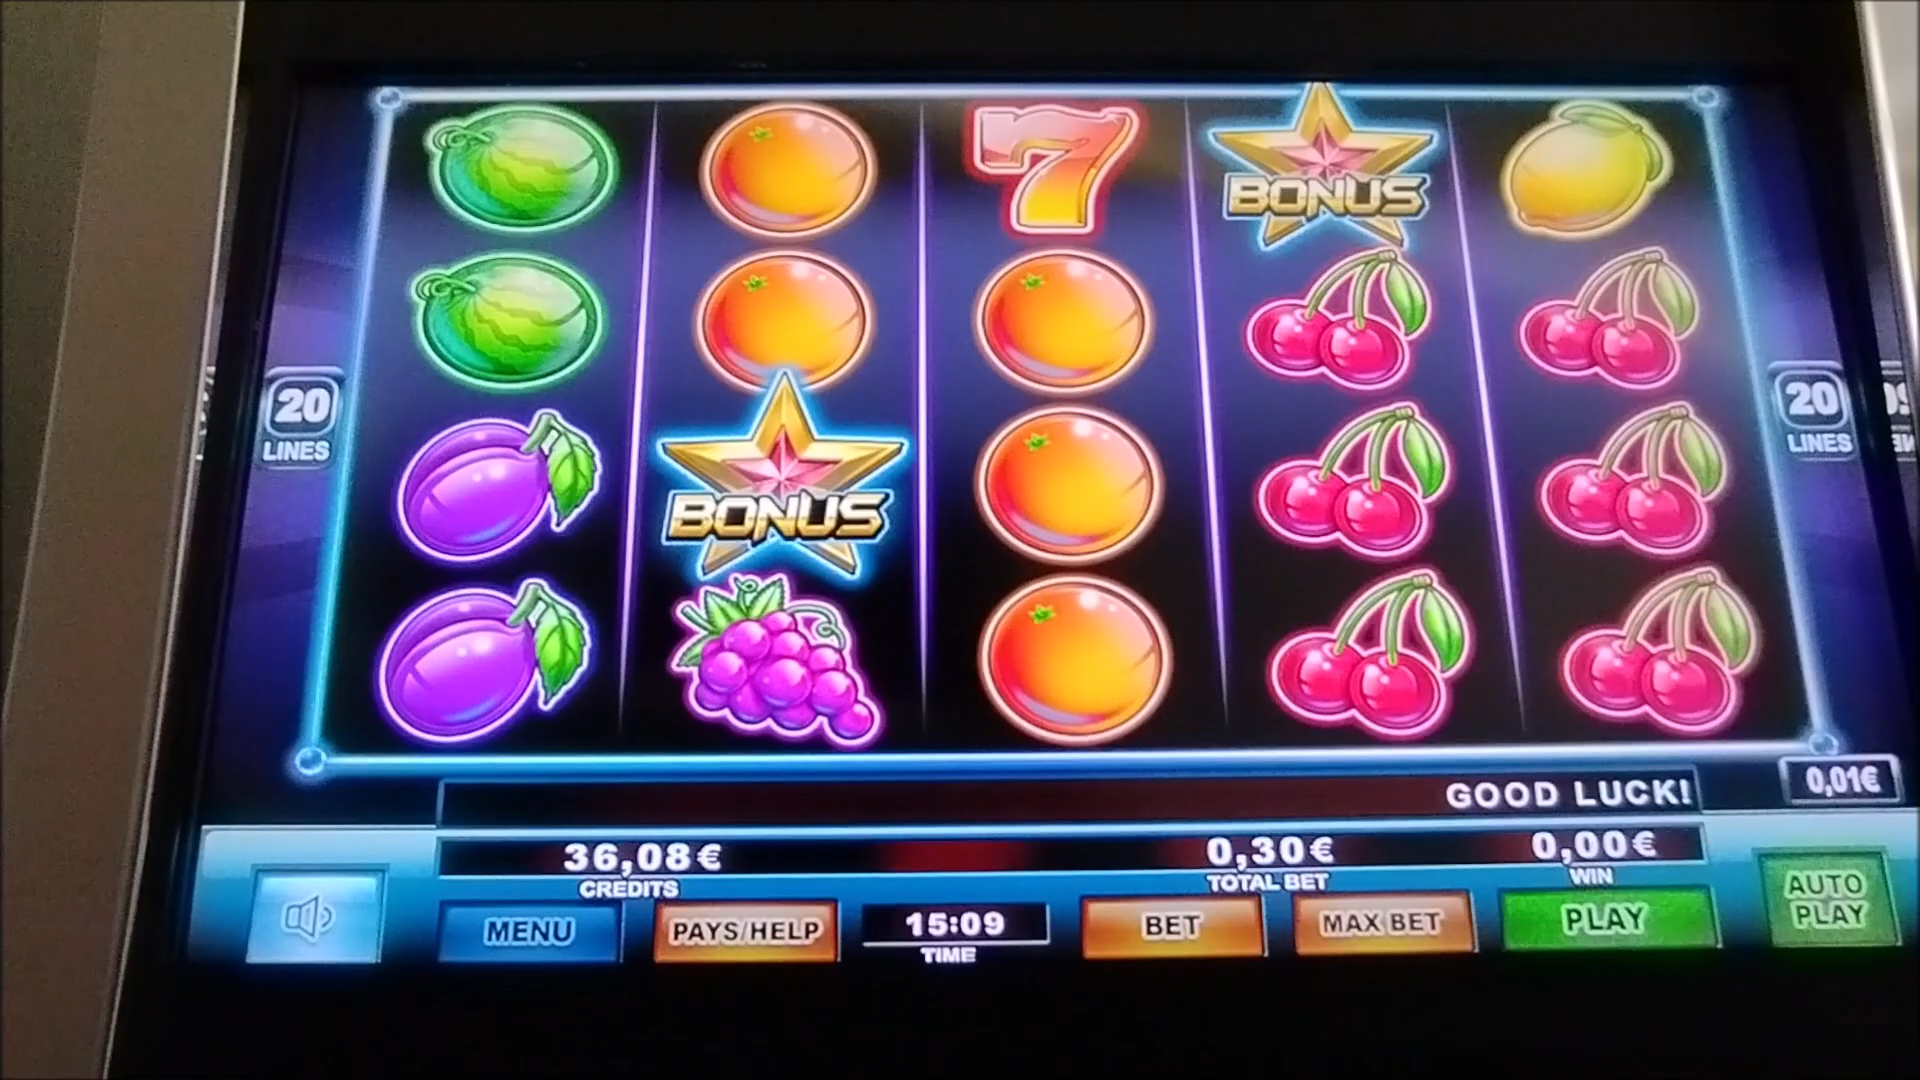 BONUS
20
LINES
20
LINES
BONUS
GOOD LUCK!
0,01€
36,08€
CREDITS
0,30€
TOTAL BET
0,00€
WIN
MENU
PAYS/HELP
15:09
TIME
BET
MAX BET
PLAY
AUTO
PLAY